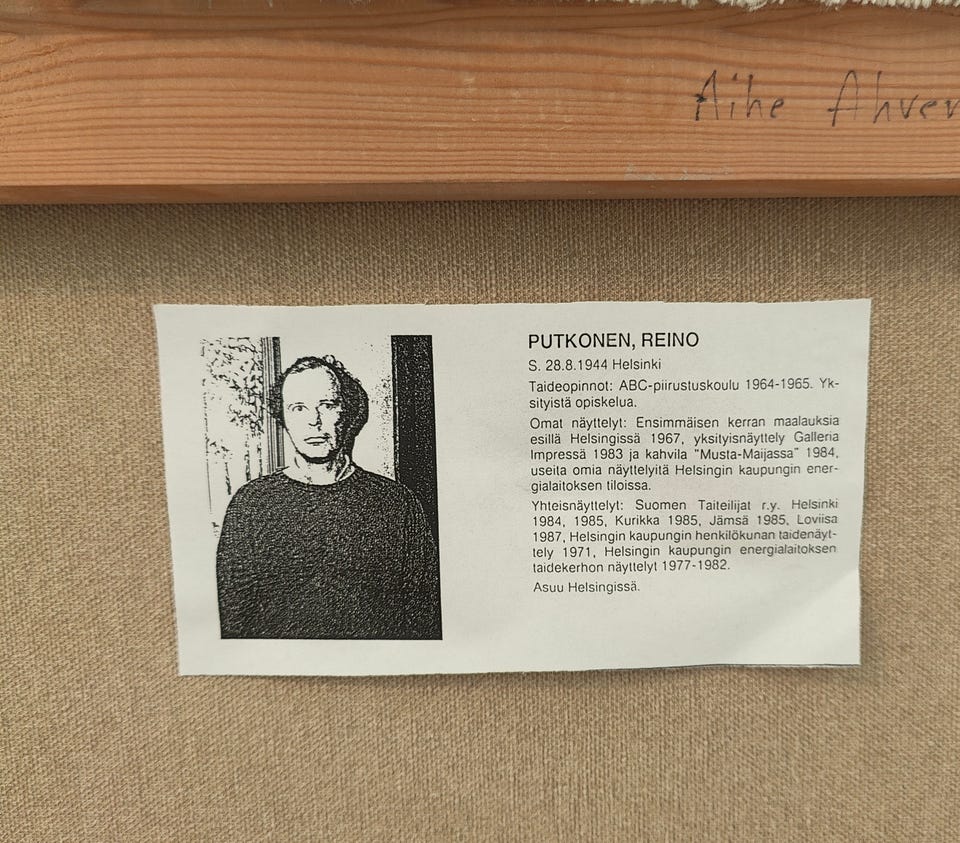 Aihe Ahven
PUTKONEN, REINO
S. 28.8.1944 Helsinki
Taideopinnot: ABC-piirustuskoulu 1964-1965. Yk-
sityistä opiskelua.
Omat näyttelyt: Ensimmäisen kerran maalauksia
esillä Helsingissä 1967, yksityisnäyttely Galleria
Impressä 1983 ja kahvila "Musta-Maijassa" 1984,
useita omia näyttelyitä Helsingin kaupungin ener-
gialaitoksen tiloissa.
Yhteisnäyttelyt: Suomen Taiteilijat r.y. Helsinki
1984, 1985, Kurikka 1985, Jämsä 1985, Loviisa
1987, Helsingin kaupungin henkilökunan taidenäyt-
tely 1971, Helsingin kaupungin energialaitoksen
taidekerhon näyttelyt 1977-1982.
Asuu Helsingissä.